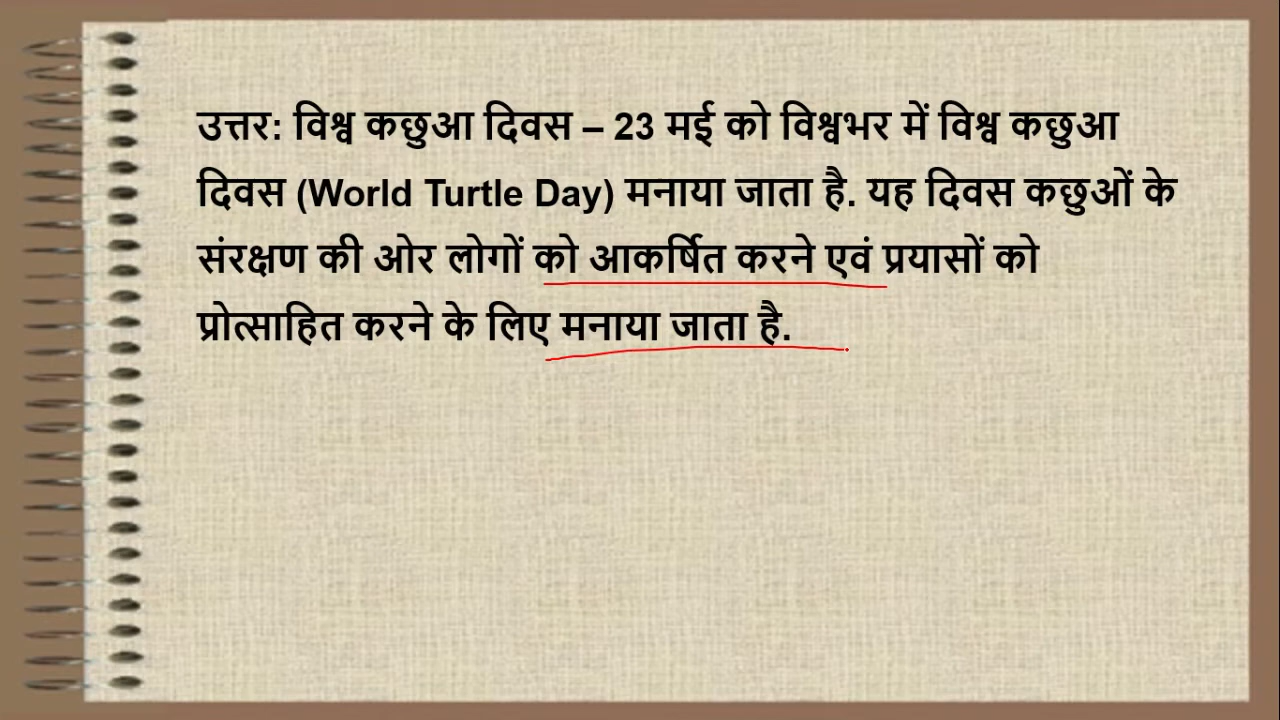 उत्तर: विश्व कछुआ दिवस – 23 मई को विश्वभर में विश्व कछुआ
दिवस (World Turtle Day) मनाया जाता है. यह दिवस कछुओं के
संरक्षण की ओर लोगों को आकर्षित करने एवं प्रयासों को
प्रोत्साहित करने के लिए मनाया जाता है.